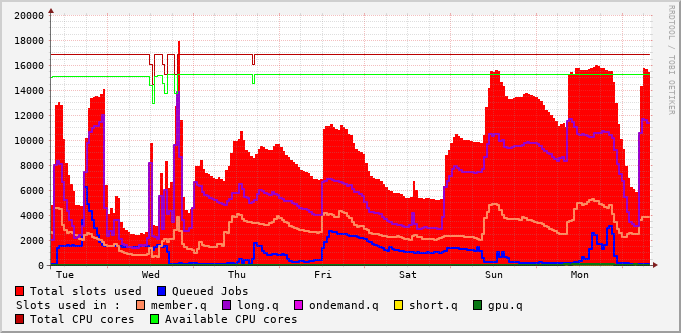 RRDTOOL / TOBI OETIKER
20000
18000
16000
14000
12000
10000
8000
6000
4000
2000
0
Tue Wed Thu Fri Sat Sun Mon
Total slots used Queued Jobs
Slots used in : member.q long.q ondemand.q short.q gpu.q
Total CPU cores Available CPU cores